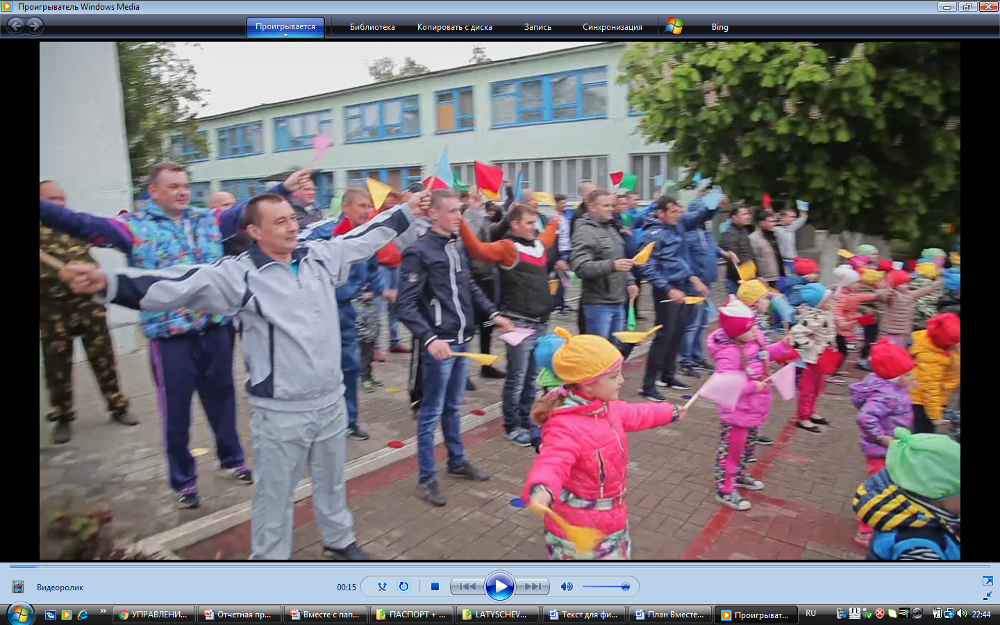 Проигрыватель Windows Media
Проигрывается
Библиотека
Копировать с диска
Запись
Синхронизация
Bing
Видеоролик
00:15
УПРАВЛЕНИ...
Отчетная пр...
Вместе с пап...
ПАСПОРТ + ...
LATYSCHEV...
Текст для фи...
План Вместе...
Проигрыват...
RU
22:44